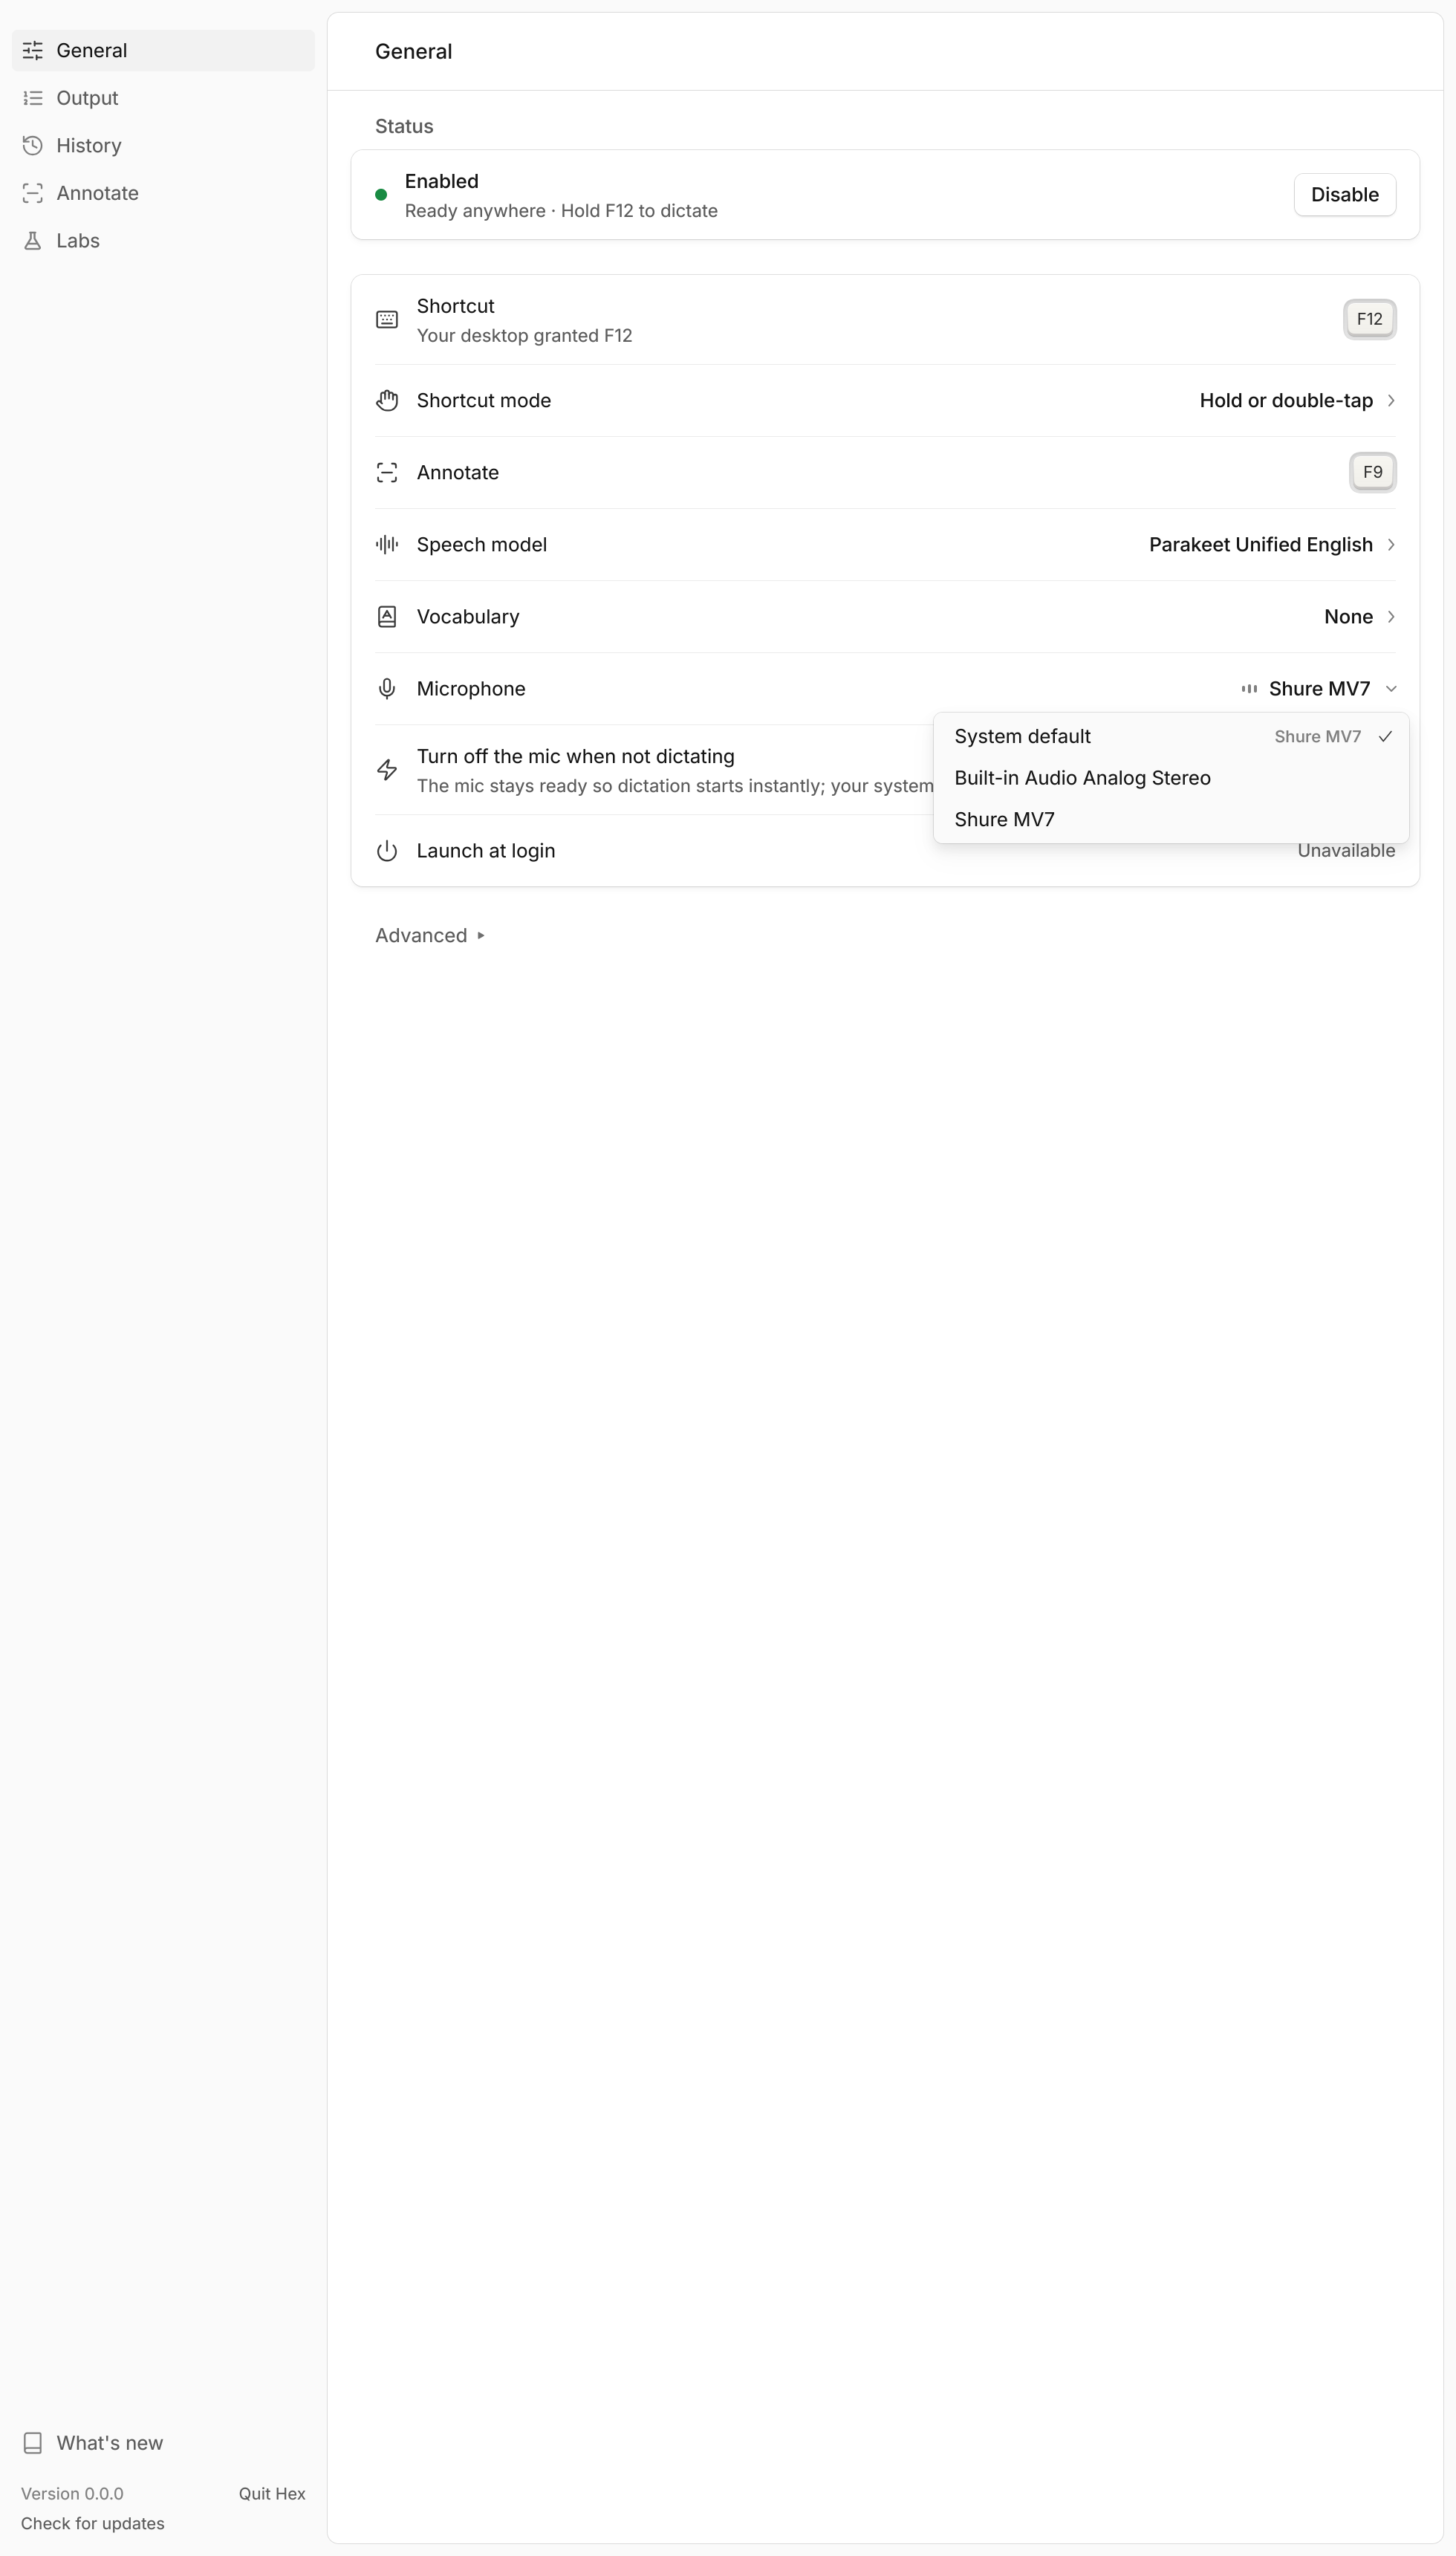 General
Output
History
Annotate
Labs
General
Status
Enabled
Ready anywhere · Hold F12 to dictate
Disable
Shortcut
Your desktop granted F12
F12
Shortcut mode
Hold or double-tap
Annotate
F9
Speech model
Parakeet Unified English
Vocabulary
None
Microphone
Shure MV7
System default
Shure MV7
Built-in Audio Analog Stereo
Shure MV7
Turn off the mic when not dictating
The mic stays ready so dictation starts instantly; your system
Launch at login
Unavailable
Advanced
What's new
Version 0.0.0
Quit Hex
Check for updates